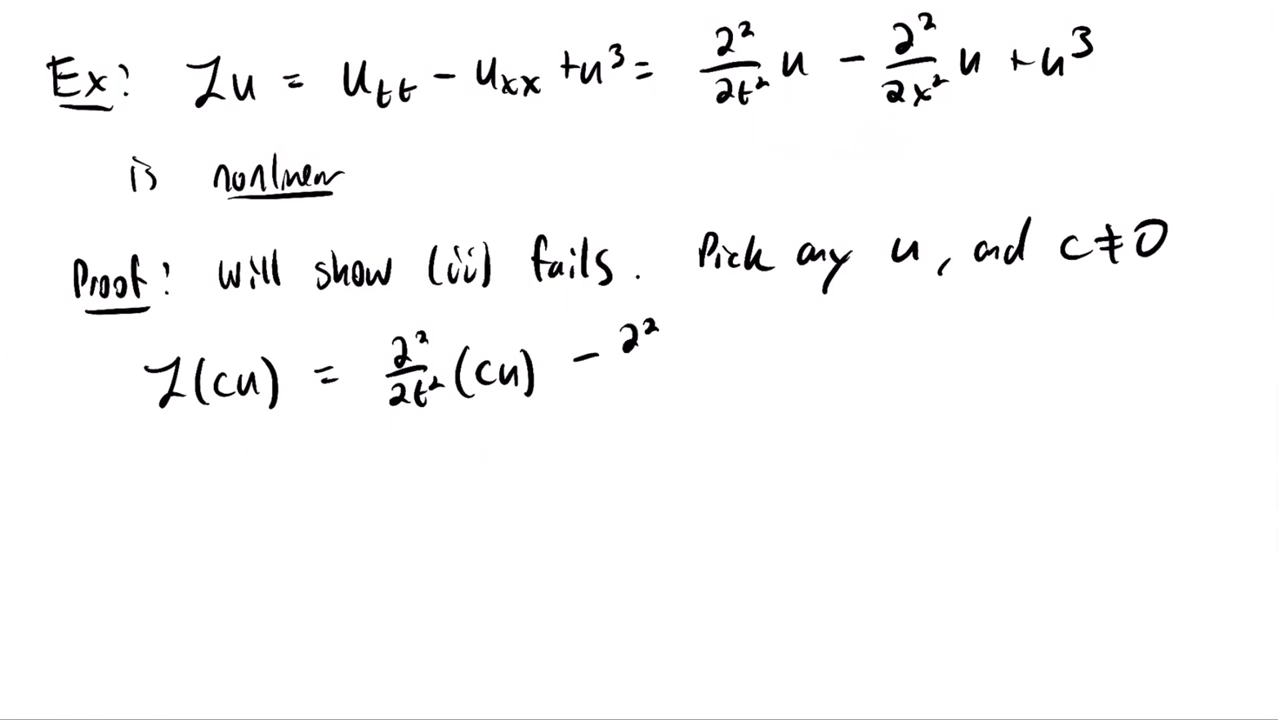 Ex: ℒu = u_tt - u_xx + u³ = ∂²/∂t² u - ∂²/∂x² u + u³
is nonlinear
Proof: will show (ii) fails. Pick any u, and c≠0
ℒ(cu) = ∂²/∂t² (cu) - ∂²